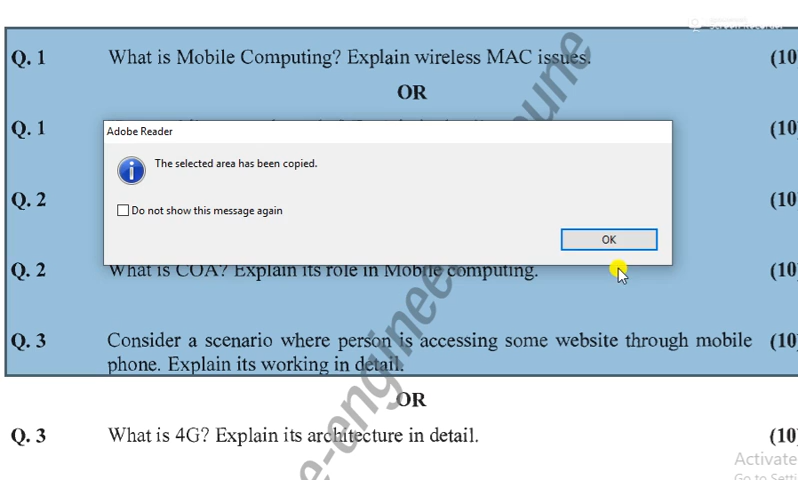 Q. 1 What is Mobile Computing? Explain wireless MAC issues. (10
OR
Q. 1 (10
Adobe Reader
The selected area has been copied.
Q. 2 (10
Do not show this message again
OK
Q. 2 What is COA? Explain its role in Mobile computing. (10
Q. 3 Consider a scenario where person is accessing some website through mobile (10
phone. Explain its working in detail.
OR
Q. 3 What is 4G? Explain its architecture in detail. (10
Activate